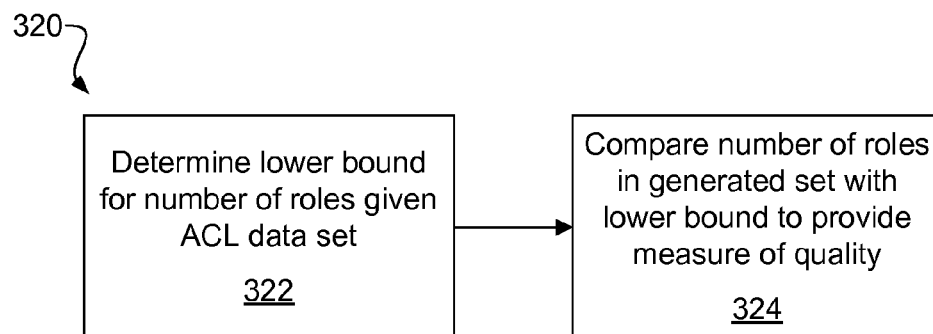 320
Determine lower bound
for number of roles given
ACL data set
322
Compare number of roles
in generated set with
lower bound to provide
measure of quality
324